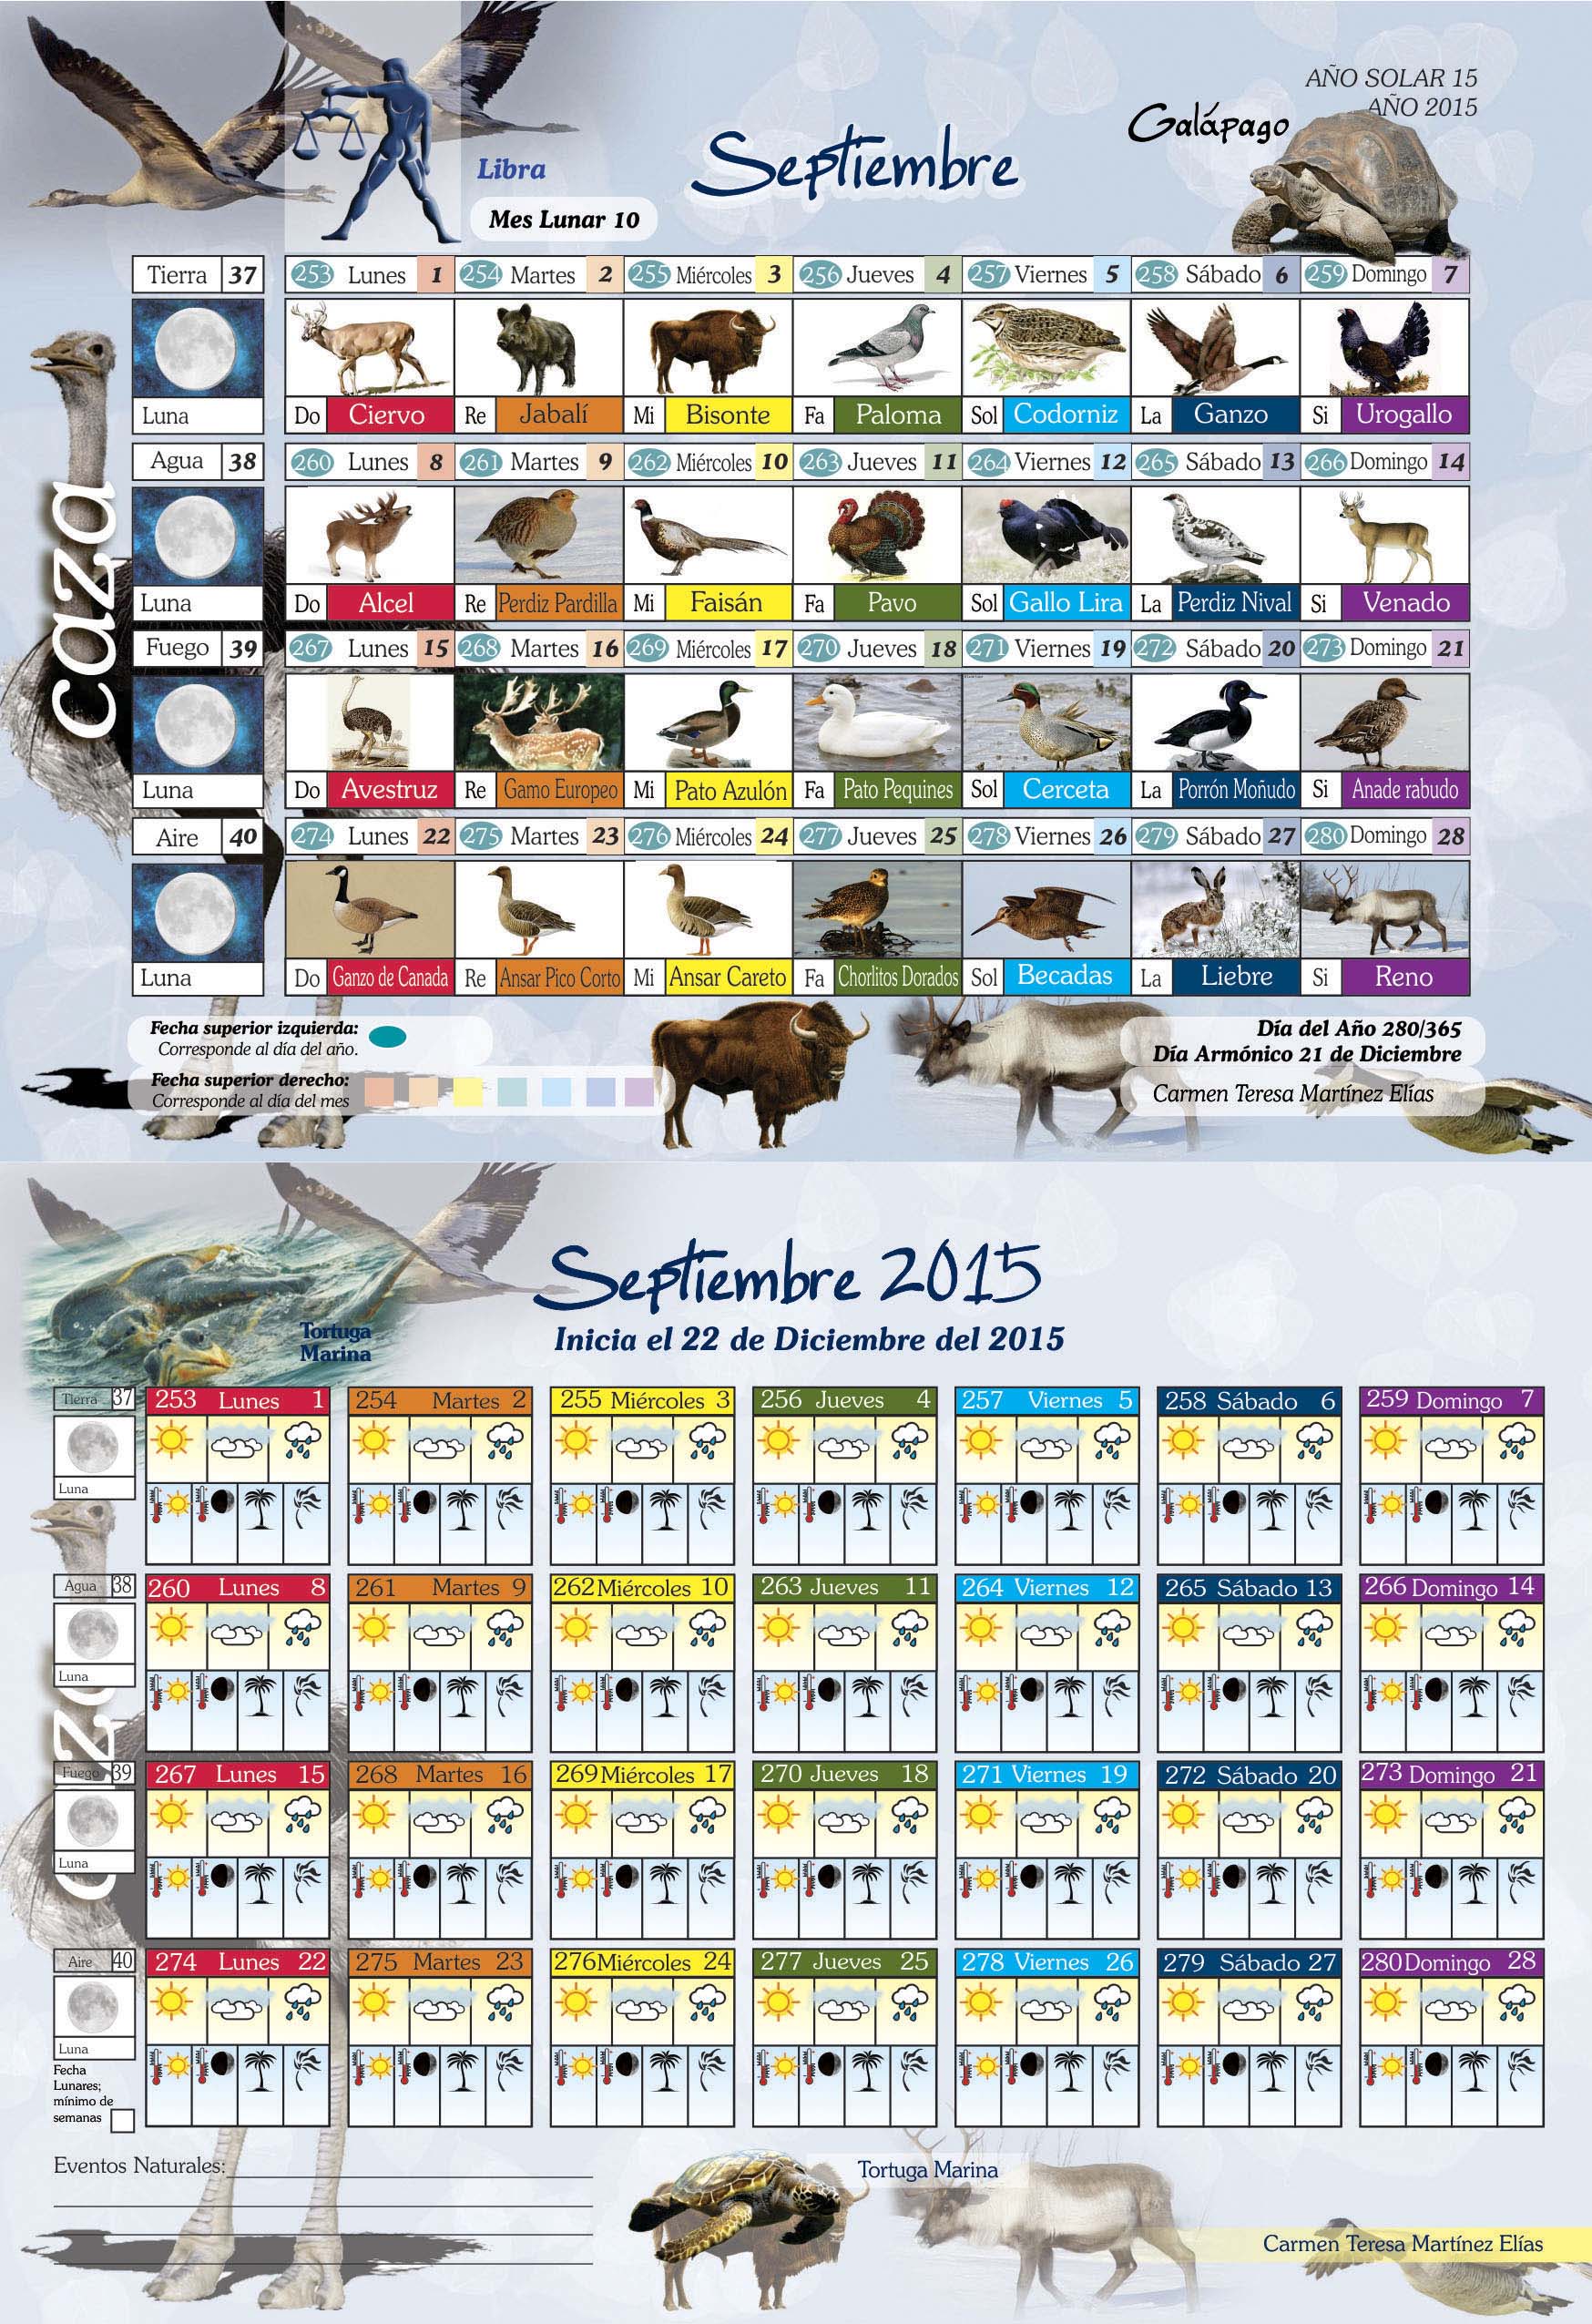 AÑO SOLAR 15
AÑO 2015
Galápago
Septiembre
Libra
Mes Lunar 10
caza
Tierra 37 253 Lunes 1 254 Martes 2 255 Miércoles 3 256 Jueves 4 257 Viernes 5 258 Sábado 6 259 Domingo 7
Luna Do Ciervo Re Jabalí Mi Bisonte Fa Paloma Sol Codorniz La Ganzo Si Urogallo
Agua 38 260 Lunes 8 261 Martes 9 262 Miércoles 10 263 Jueves 11 264 Viernes 12 265 Sábado 13 266 Domingo 14
Luna Do Alcel Re Perdiz Pardilla Mi Faisán Fa Pavo Sol Gallo Lira La Perdiz Nival Si Venado
Fuego 39 267 Lunes 15 268 Martes 16 269 Miércoles 17 270 Jueves 18 271 Viernes 19 272 Sábado 20 273 Domingo 21
Luna Do Avestruz Re Gamo Europeo Mi Pato Azulón Fa Pato Pequines Sol Cerceta La Porrón Moñudo Si Anade rabudo
Aire 40 274 Lunes 22 275 Martes 23 276 Miércoles 24 277 Jueves 25 278 Viernes 26 279 Sábado 27 280 Domingo 28
Luna Do Ganzo de Canada Re Ansar Pico Corto Mi Ansar Careto Fa Chorlitos Dorados Sol Becadas La Liebre Si Reno
Fecha superior izquierda:
Corresponde al día del año.
Fecha superior derecho:
Corresponde al día del mes
Día del Año 280/365
Día Armónico 21 de Diciembre
Carmen Teresa Martínez Elías
Septiembre 2015
Inicia el 22 de Diciembre del 2015
Tortuga
Marina
Tierra 37 253 Lunes 1 254 Martes 2 255 Miércoles 3 256 Jueves 4 257 Viernes 5 258 Sábado 6 259 Domingo 7
Luna
Agua 38 260 Lunes 8 261 Martes 9 262 Miércoles 10 263 Jueves 11 264 Viernes 12 265 Sábado 13 266 Domingo 14
Luna
Fuego 39 267 Lunes 15 268 Martes 16 269 Miércoles 17 270 Jueves 18 271 Viernes 19 272 Sábado 20 273 Domingo 21
Luna
Aire 40 274 Lunes 22 275 Martes 23 276 Miércoles 24 277 Jueves 25 278 Viernes 26 279 Sábado 27 280 Domingo 28
Luna
Fecha
Lunares;
mínimo de
semanas
Eventos Naturales:
Tortuga Marina
Carmen Teresa Martínez Elías